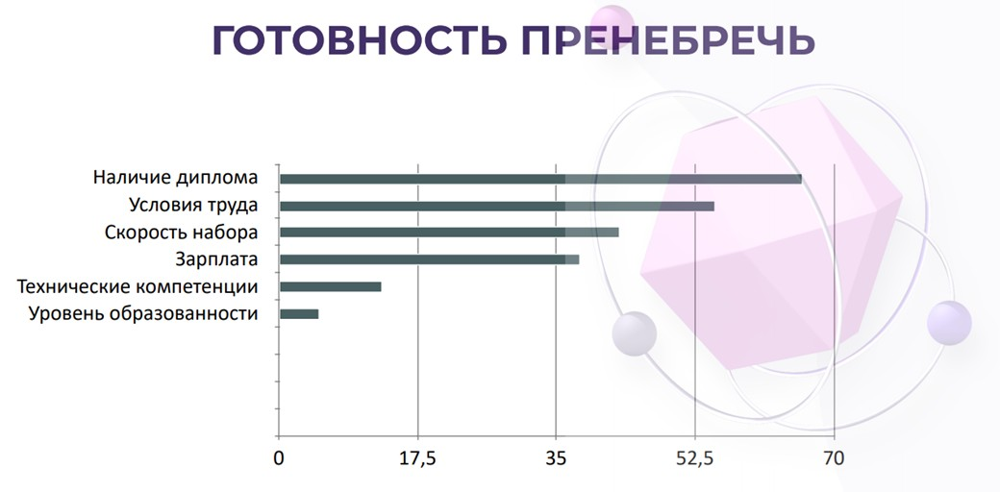 ГОТОВНОСТЬ ПРЕНЕБРЕЧЬ
Наличие диплома
Условия труда
Скорость набора
Зарплата
Технические компетенции
Уровень образованности
0 17,5 35 52,5 70